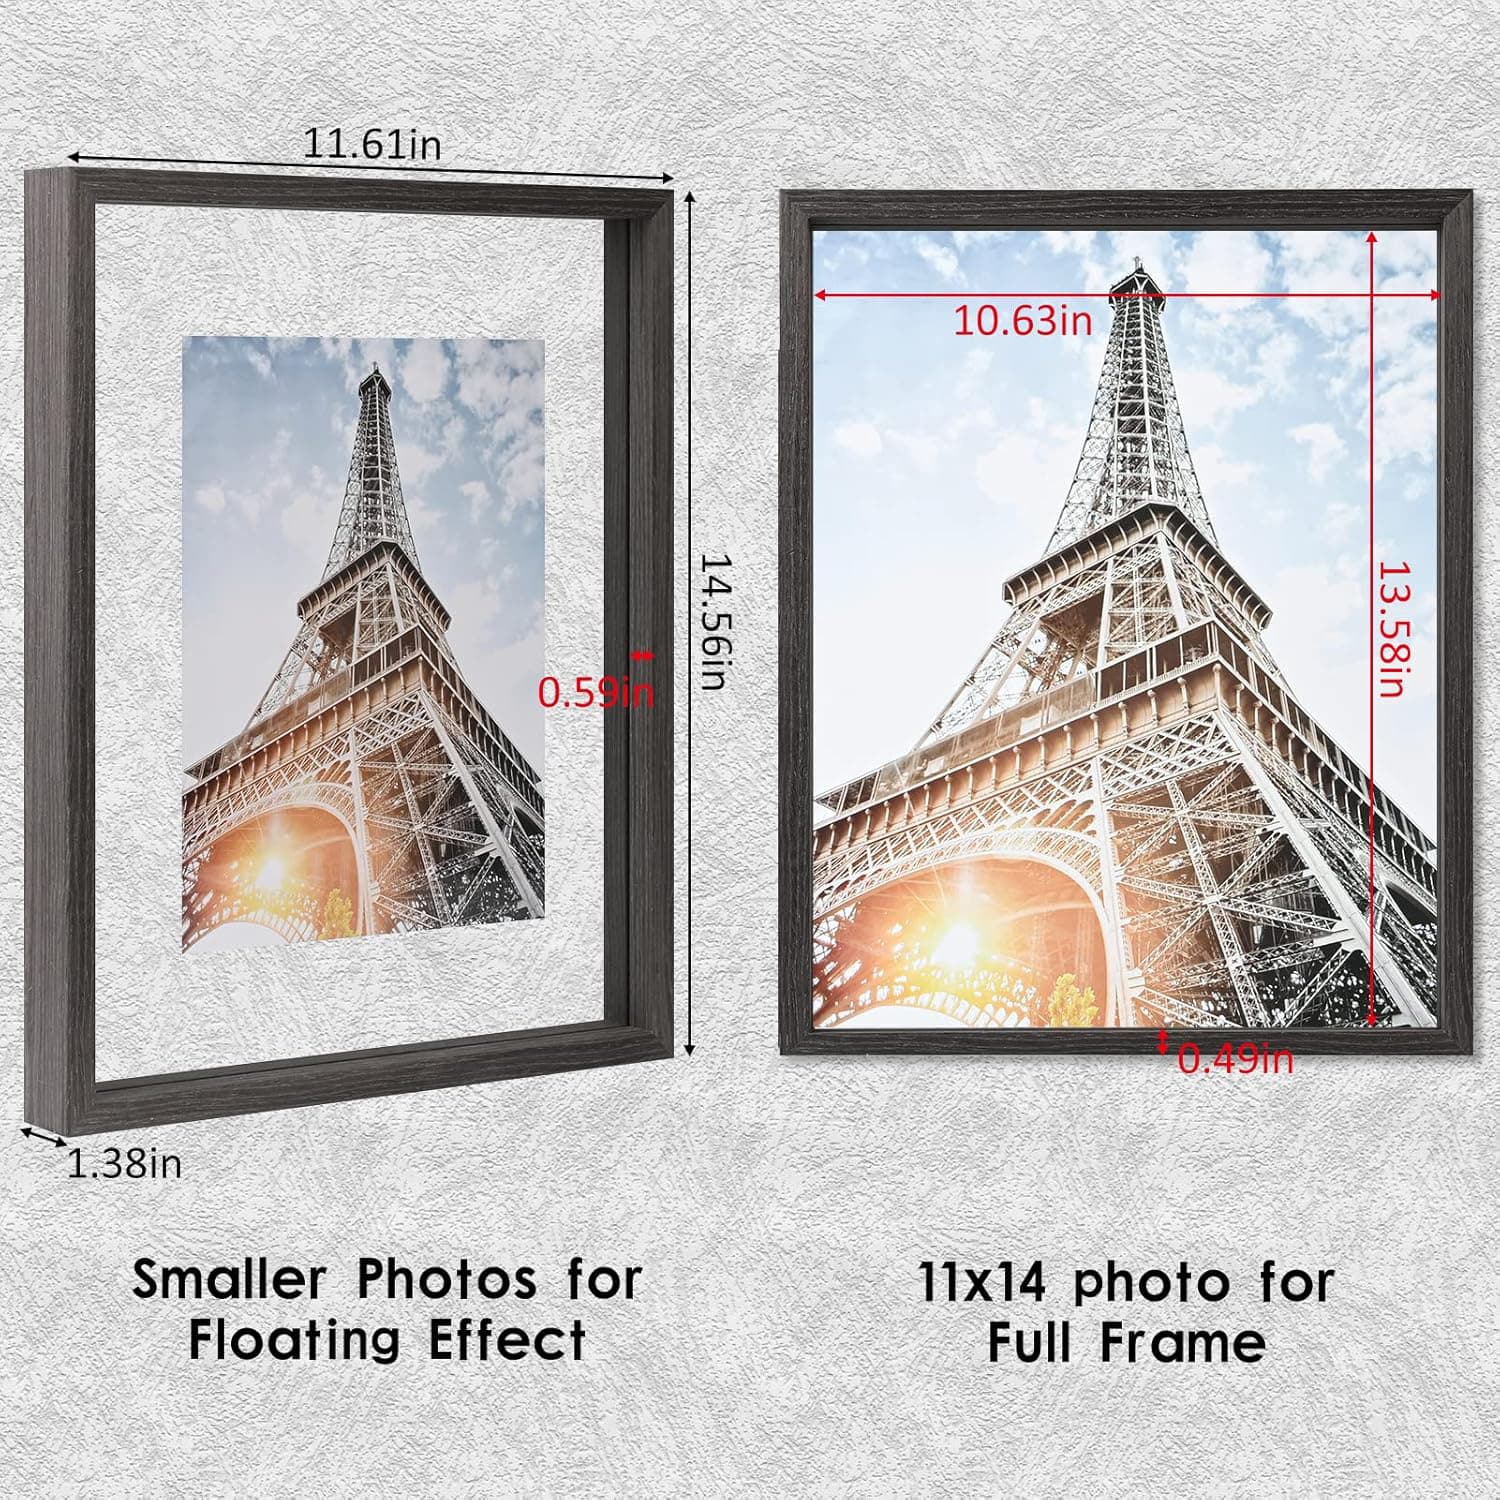 11.61in
14.56in
0.59in
1.38in
10.63in
13.58in
0.49in
Smaller Photos for
Floating Effect
11x14 photo for
Full Frame